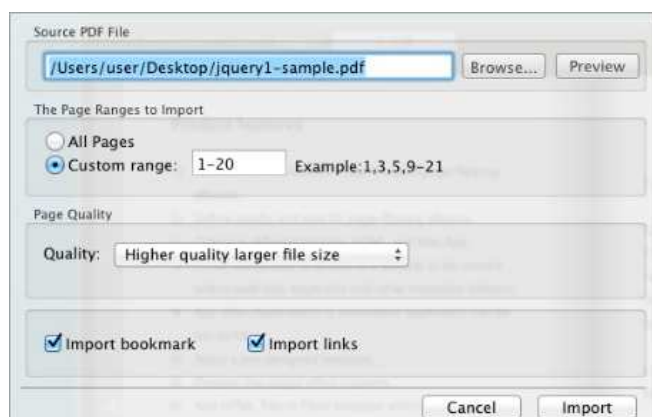 Source PDF File
/Users/user/Desktop/jquery1-sample.pdf Browse... Preview
The Page Ranges to Import
All Pages
Custom range: 1-20 Example:1,3,5,9-21
Page Quality
Quality: Higher quality larger file size
Import bookmark Import links
Cancel Import